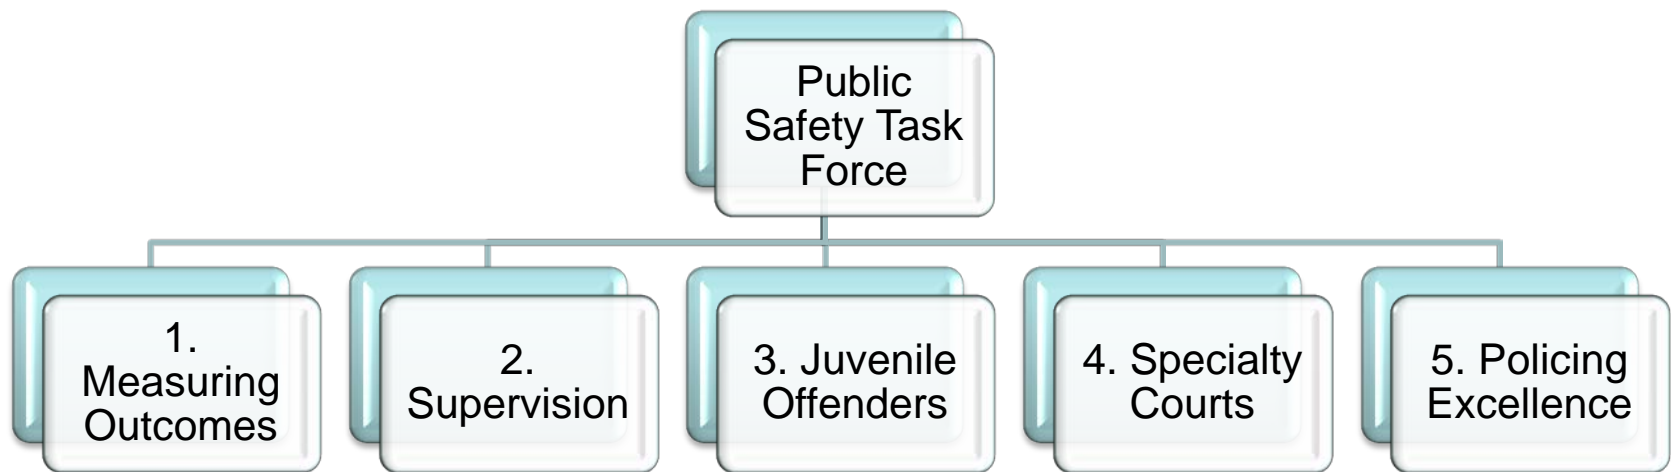 Public
Safety Task
Force
1.
Measuring
Outcomes
2.
Supervision
3. Juvenile
Offenders
4. Specialty
Courts
5. Policing
Excellence